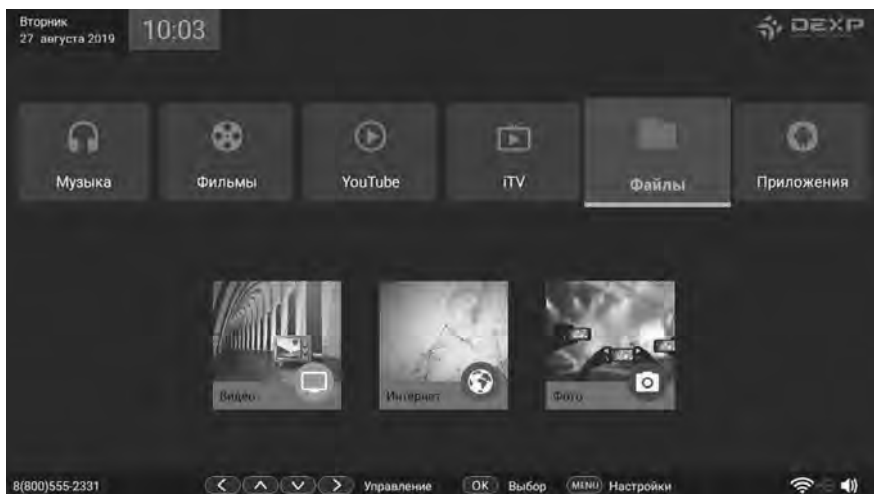 Вторник
27 августа 2019
10:03
DEXP
Музыка
Фильмы
YouTube
iTV
Файлы
Приложения
Видео
Интернет
Фото
8(800)555-2331
Управление
OK
Выбор
MENU
Настройки